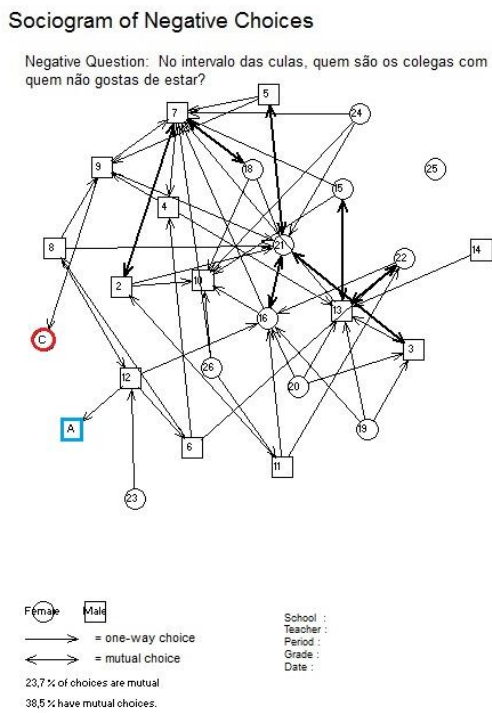 Sociogram of Negative Choices
Negative Question: No intervalo das culas, quem são os colegas com
quem não gostas de estar?
5
7
24
9
18
25
15
4
21
8
14
22
2
10
13
16
C
3
12
26
20
A
19
6
11
23
Female Male
= one-way choice
= mutual choice
23,7 % of choices are mutual
38,5 % have mutual choices.
School :
Teacher :
Period :
Grade :
Date :